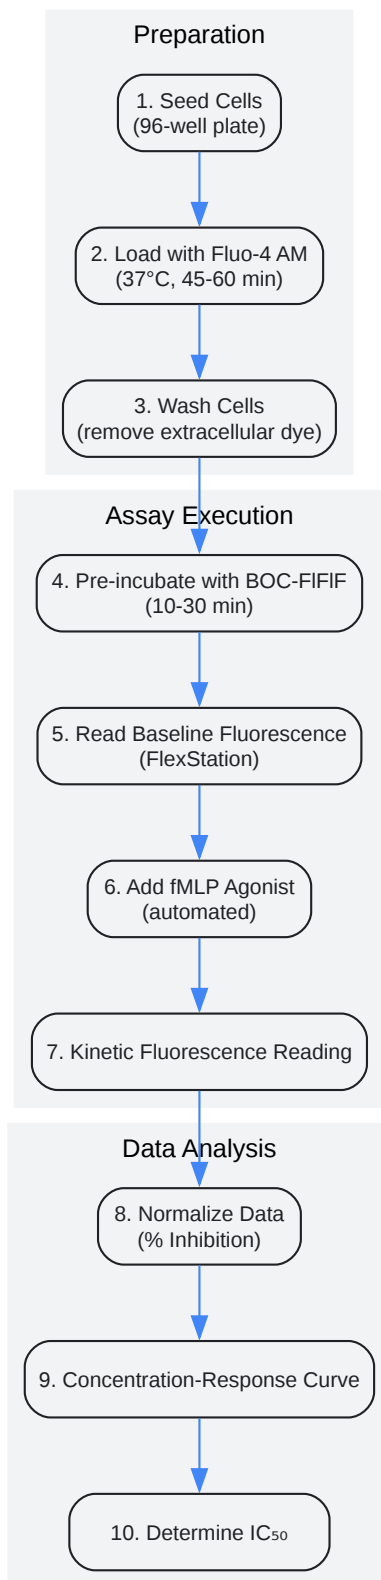 Preparation
1. Seed Cells
(96-well plate)
2. Load with Fluo-4 AM
(37°C, 45-60 min)
3. Wash Cells
(remove extracellular dye)
Assay Execution
4. Pre-incubate with BOC-FlFlF
(10-30 min)
5. Read Baseline Fluorescence
(FlexStation)
6. Add fMLP Agonist
(automated)
7. Kinetic Fluorescence Reading
Data Analysis
8. Normalize Data
(% Inhibition)
9. Concentration-Response Curve
10. Determine IC₅₀